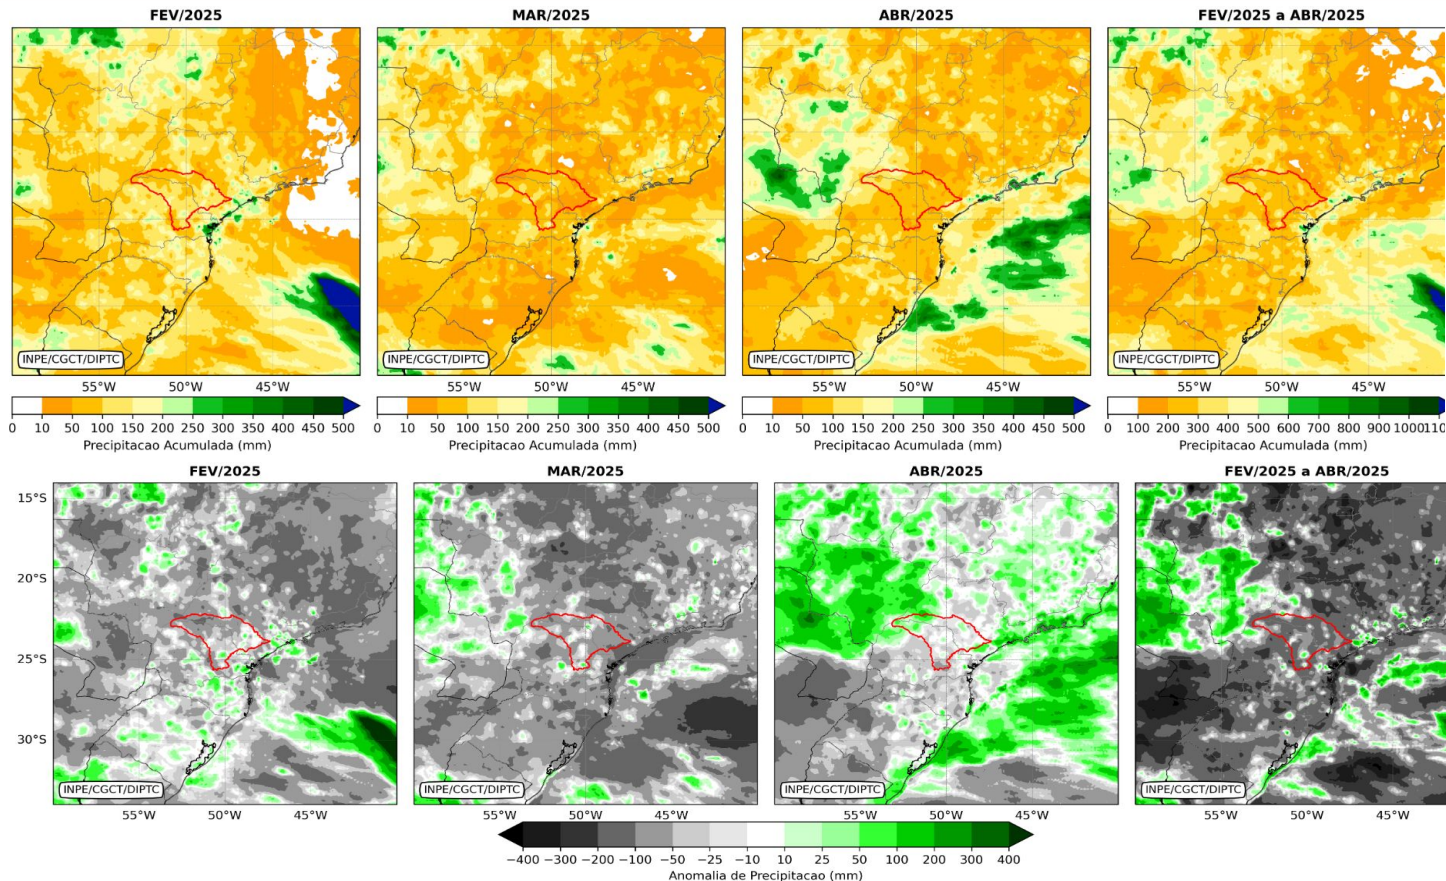 FEV/2025
MAR/2025
ABR/2025
FEV/2025 a ABR/2025
INPE/CGCT/DIPTC
INPE/CGCT/DIPTC
INPE/CGCT/DIPTC
INPE/CGCT/DIPTC
55°W 50°W 45°W
55°W 50°W 45°W
55°W 50°W 45°W
55°W 50°W 45°W
0 10 50 100 150 200 250 300 350 400 450 500
0 10 50 100 150 200 250 300 350 400 450 500
0 10 50 100 150 200 250 300 350 400 450 500
0 100 200 300 400 500 600 700 800 900 1000 110
Precipitacao Acumulada (mm)
Precipitacao Acumulada (mm)
Precipitacao Acumulada (mm)
Precipitacao Acumulada (mm)
FEV/2025
MAR/2025
ABR/2025
FEV/2025 a ABR/2025
15°S
20°S
25°S
30°S
INPE/CGCT/DIPTC
INPE/CGCT/DIPTC
INPE/CGCT/DIPTC
INPE/CGCT/DIPTC
55°W 50°W 45°W
55°W 50°W 45°W
55°W 50°W 45°W
55°W 50°W 45°W
−400 −300 −200 −100 −50 −25 −10 10 25 50 100 200 300 400
Anomalia de Precipitacao (mm)